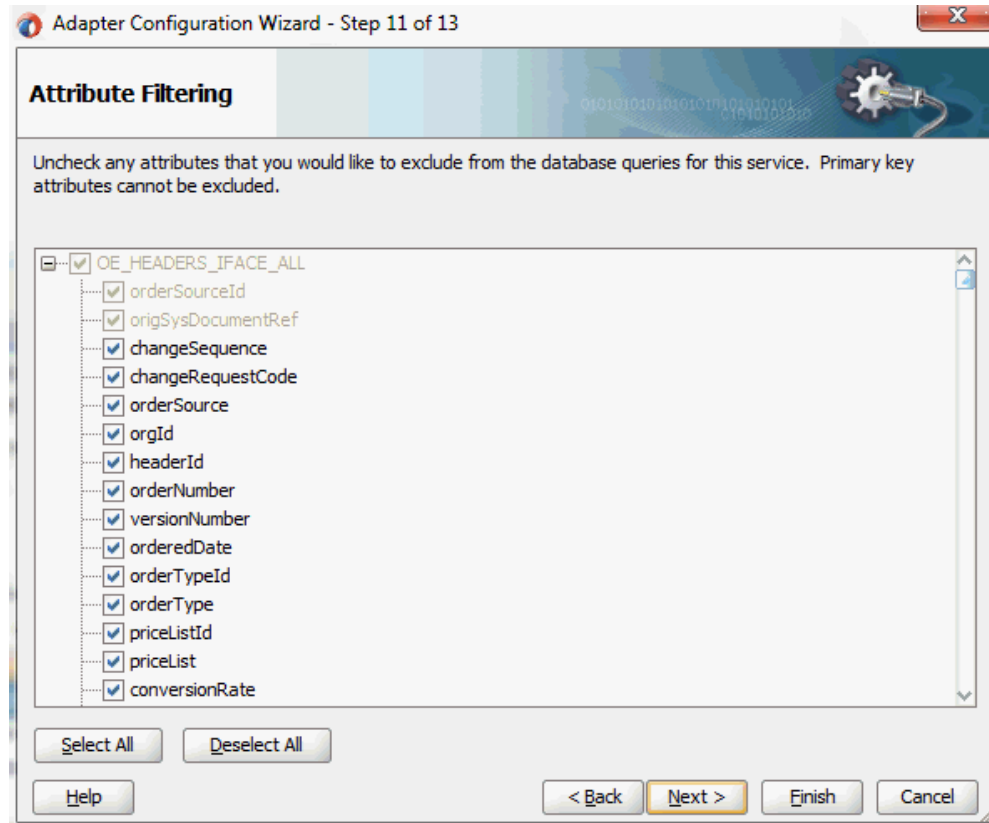 Adapter Configuration Wizard - Step 11 of 13
Attribute Filtering
Uncheck any attributes that you would like to exclude from the database queries for this service.  Primary key
attributes cannot be excluded.
OE_HEADERS_IFACE_ALL
orderSourceId
origSysDocumentRef
changeSequence
changeRequestCode
orderSource
orgId
headerId
orderNumber
versionNumber
orderedDate
orderTypeId
orderType
priceListId
priceList
conversionRate
Select All
Deselect All
Help
< Back
Next >
Finish
Cancel